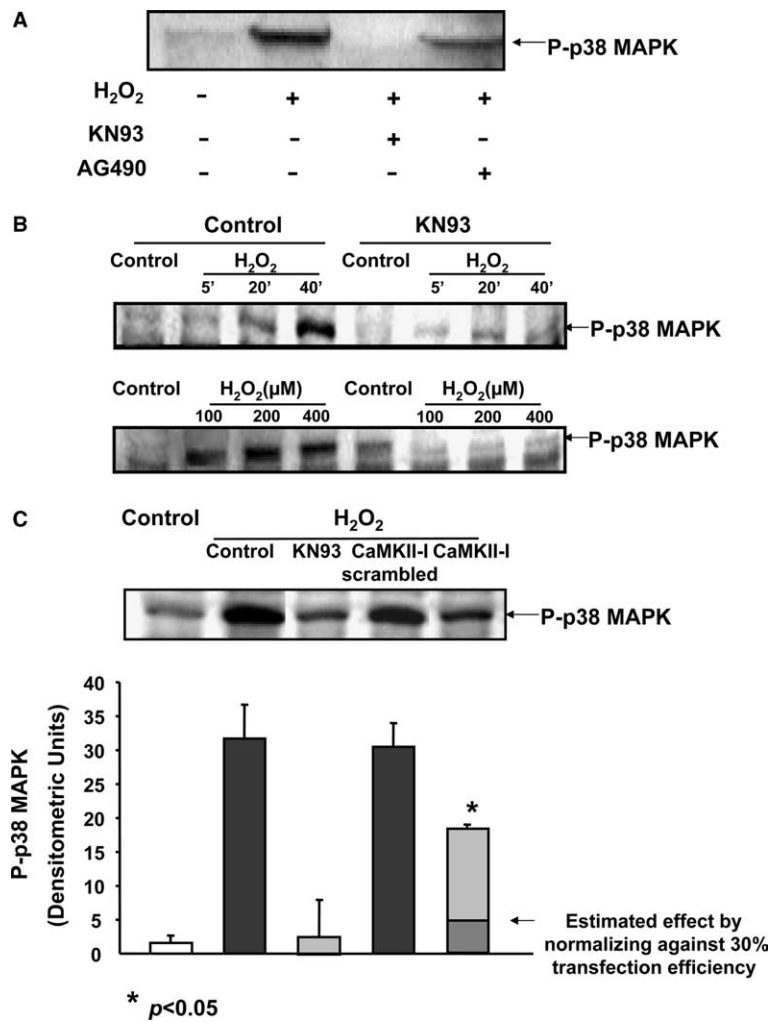 A
P-p38 MAPK
H₂O₂ - + + +
KN93 - - + -
AG490 - - - +
B
Control KN93
Control H₂O₂ Control H₂O₂
5' 20' 40' 5' 20' 40'
P-p38 MAPK
Control H₂O₂(μM) Control H₂O₂(μM)
100 200 400 100 200 400
P-p38 MAPK
C
Control H₂O₂
Control KN93 CaMKII-I CaMKII-I
scrambled
P-p38 MAPK
P-p38 MAPK
(Densitometric Units)
40
35
30
25
20
15
10
5
0
*
Estimated effect by
normalizing against 30%
transfection efficiency
* p<0.05